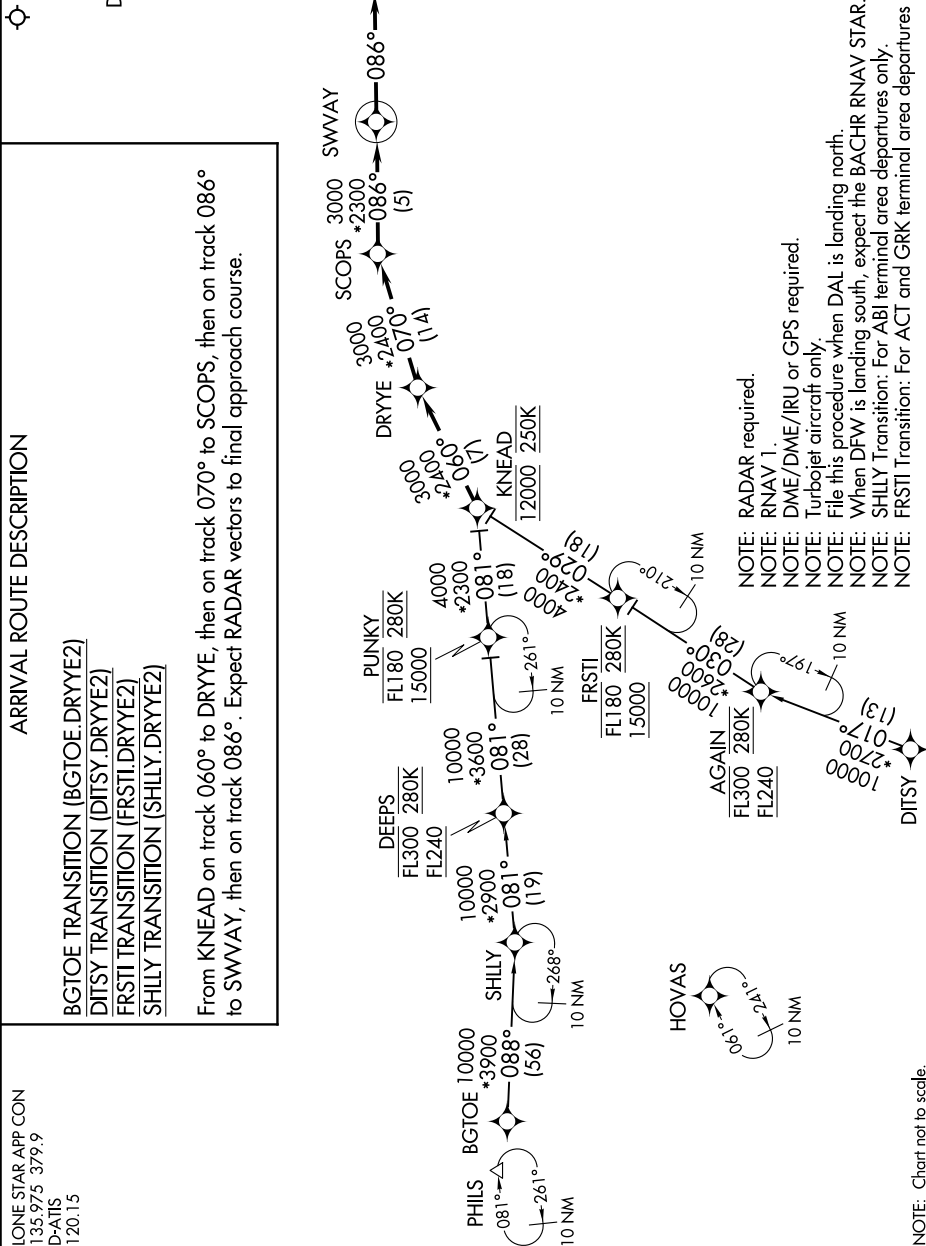 LONE STAR APP CON
135.975 379.9
D-ATIS
120.15
ARRIVAL ROUTE DESCRIPTION
BGTOE TRANSITION (BGTOE.DRYYE2)
DITSY TRANSITION (DITSY.DRYYE2)
FRSTI TRANSITION (FRSTI.DRYYE2)
SHLLY TRANSITION (SHLLY.DRYYE2)
From KNEAD on track 060° to DRYYE, then on track 070° to SCOPS, then on track 086°
to SWVAY, then on track 086°. Expect RADAR vectors to final approach course.
D
PHILS
081°
261°
10 NM
BGTOE
10000
*3900
088°
(56)
SHLLY
268°
10 NM
10000
*2900
081°
(19)
DEEPS
FL300 280K
FL240
10000
*3600
081°
(28)
PUNKY
FL180 280K
15000
261°
10 NM
4000
*2300
081°
(18)
KNEAD
12000 250K
3000
*2400
060°
(7)
DRYYE
3000
*2400
070°
(14)
SCOPS
3000
*2300
086°
(5)
SWVAY
086°
HOVAS
061°
241°
10 NM
DITSY
10000
*2700
017°
(13)
AGAIN
FL300 280K
FL240
197°
10 NM
10000
*2600
030°
(28)
FRSTI
FL180 280K
15000
210°
10 NM
4000
*2400
029°
(18)
NOTE: RADAR required.
NOTE: RNAV 1.
NOTE: DME/DME/IRU or GPS required.
NOTE: Turbojet aircraft only.
NOTE: File this procedure when DAL is landing north.
NOTE: When DFW is landing south, expect the BACHR RNAV STAR.
NOTE: SHLLY Transition: For ABI terminal area departures only.
NOTE: FRSTI Transition: For ACT and GRK terminal area departures
NOTE: Chart not to scale.